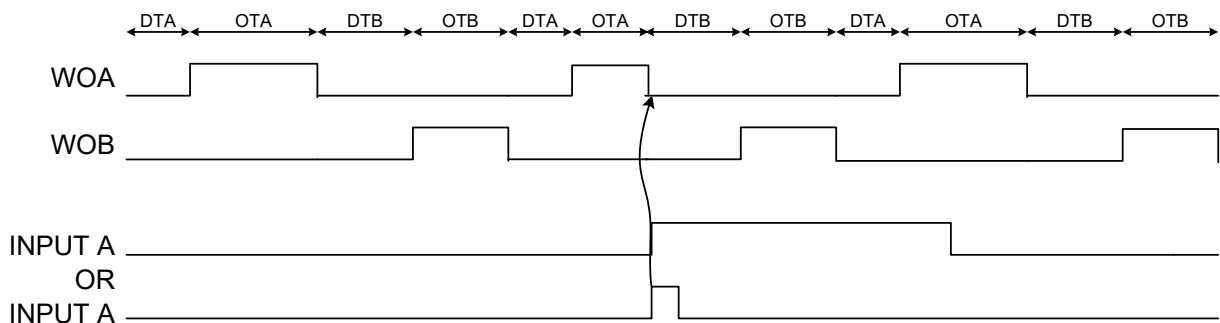 DTA OTA DTB OTB DTA OTA DTB OTB DTA OTA DTB OTB
WOA
WOB
INPUT A
OR
INPUT A